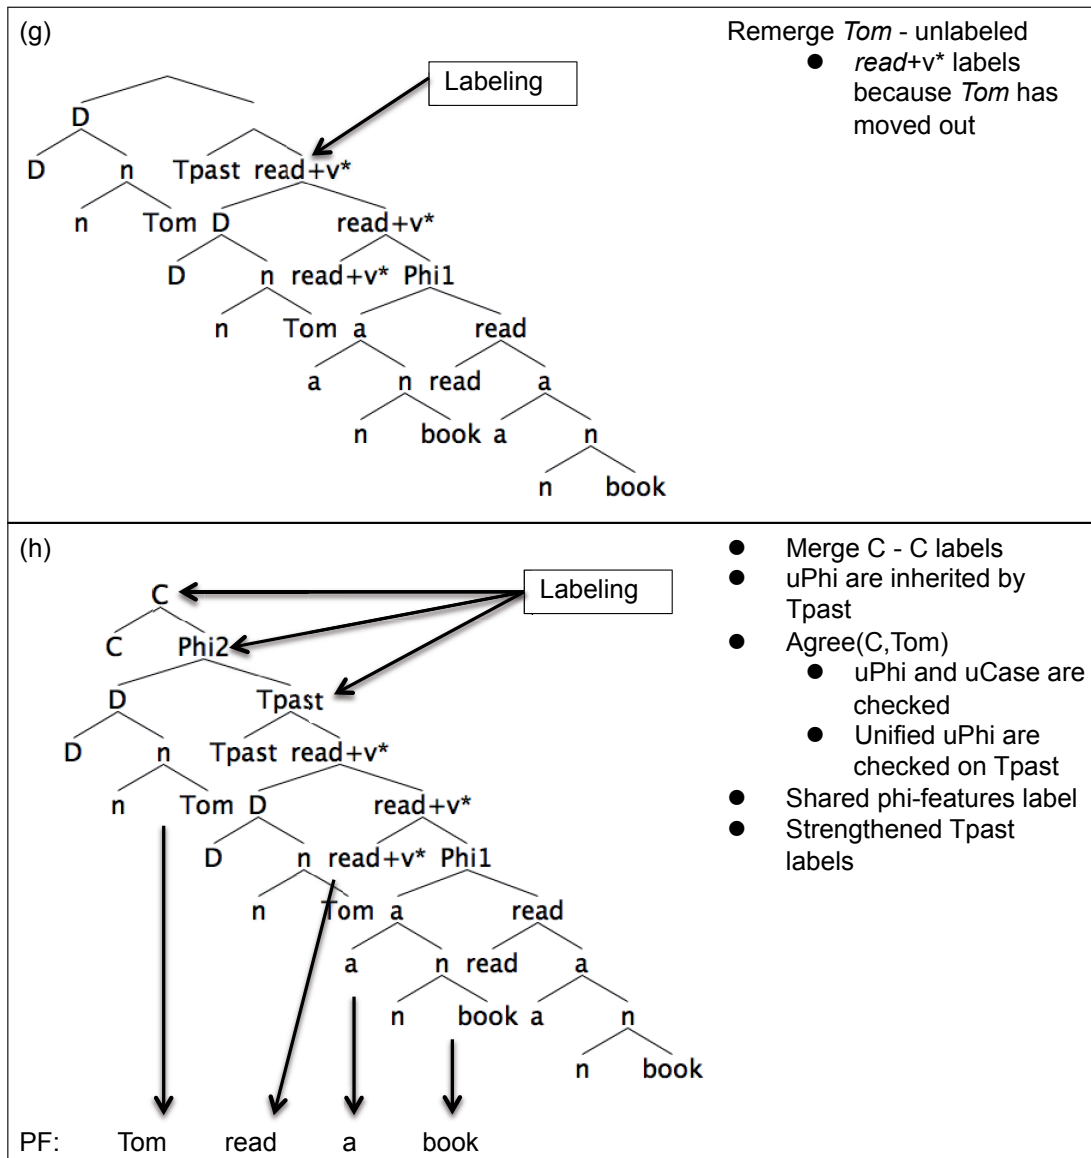 (g)
Remerge Tom - unlabeled
● read+v* labels
because Tom has
moved out
Labeling
D
D n Tpast read+v*
n Tom D read+v*
D n read+v* Phi1
n Tom a read
a n read a
n book a n
n book
(h)
● Merge C - C labels
● uPhi are inherited by
Tpast
● Agree(C,Tom)
● uPhi and uCase are
checked
● Unified uPhi are
checked on Tpast
● Shared phi-features label
● Strengthened Tpast
labels
Labeling
C
C Phi2
D Tpast
D n Tpast read+v*
n Tom D read+v*
D n read+v* Phi1
n Tom a read
a n read a
n book a n
n book
PF: Tom read a book